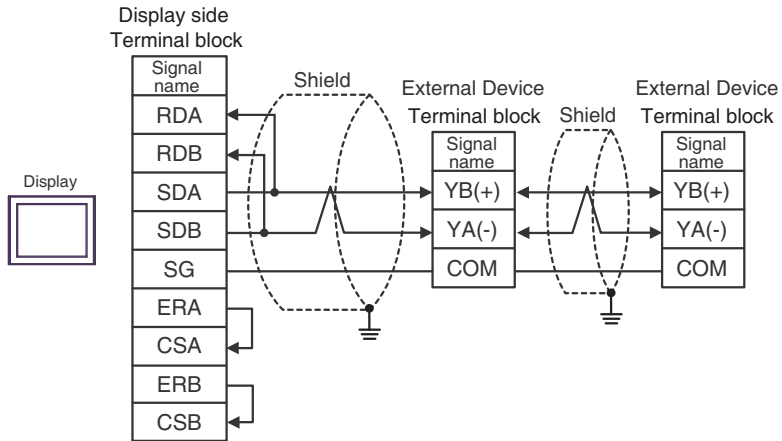 Display side
Terminal block
Signal
name
RDA
RDB
SDA
SDB
SG
ERA
CSA
ERB
CSB
Display
Shield
External Device
Terminal block
Signal
name
YB(+)
YA(-)
COM
Shield
External Device
Terminal block
Signal
name
YB(+)
YA(-)
COM